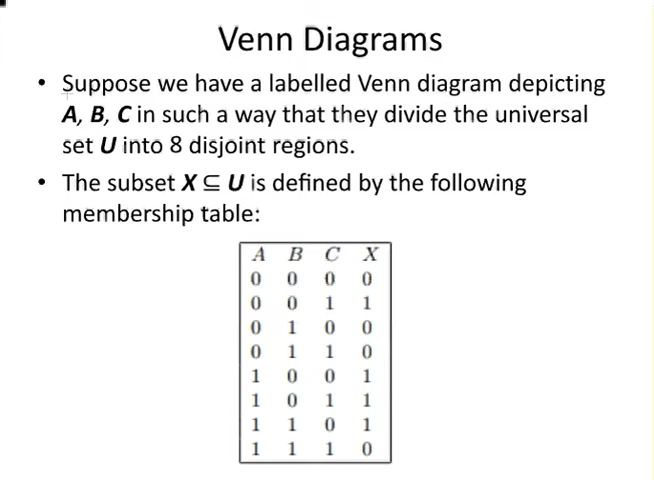 Venn Diagrams
• Suppose we have a labelled Venn diagram depicting
A, B, C in such a way that they divide the universal
set U into 8 disjoint regions.
• The subset X ⊆ U is defined by the following
membership table:
A B C X
0 0 0 0
0 0 1 1
0 1 0 0
0 1 1 0
1 0 0 1
1 0 1 1
1 1 0 1
1 1 1 0